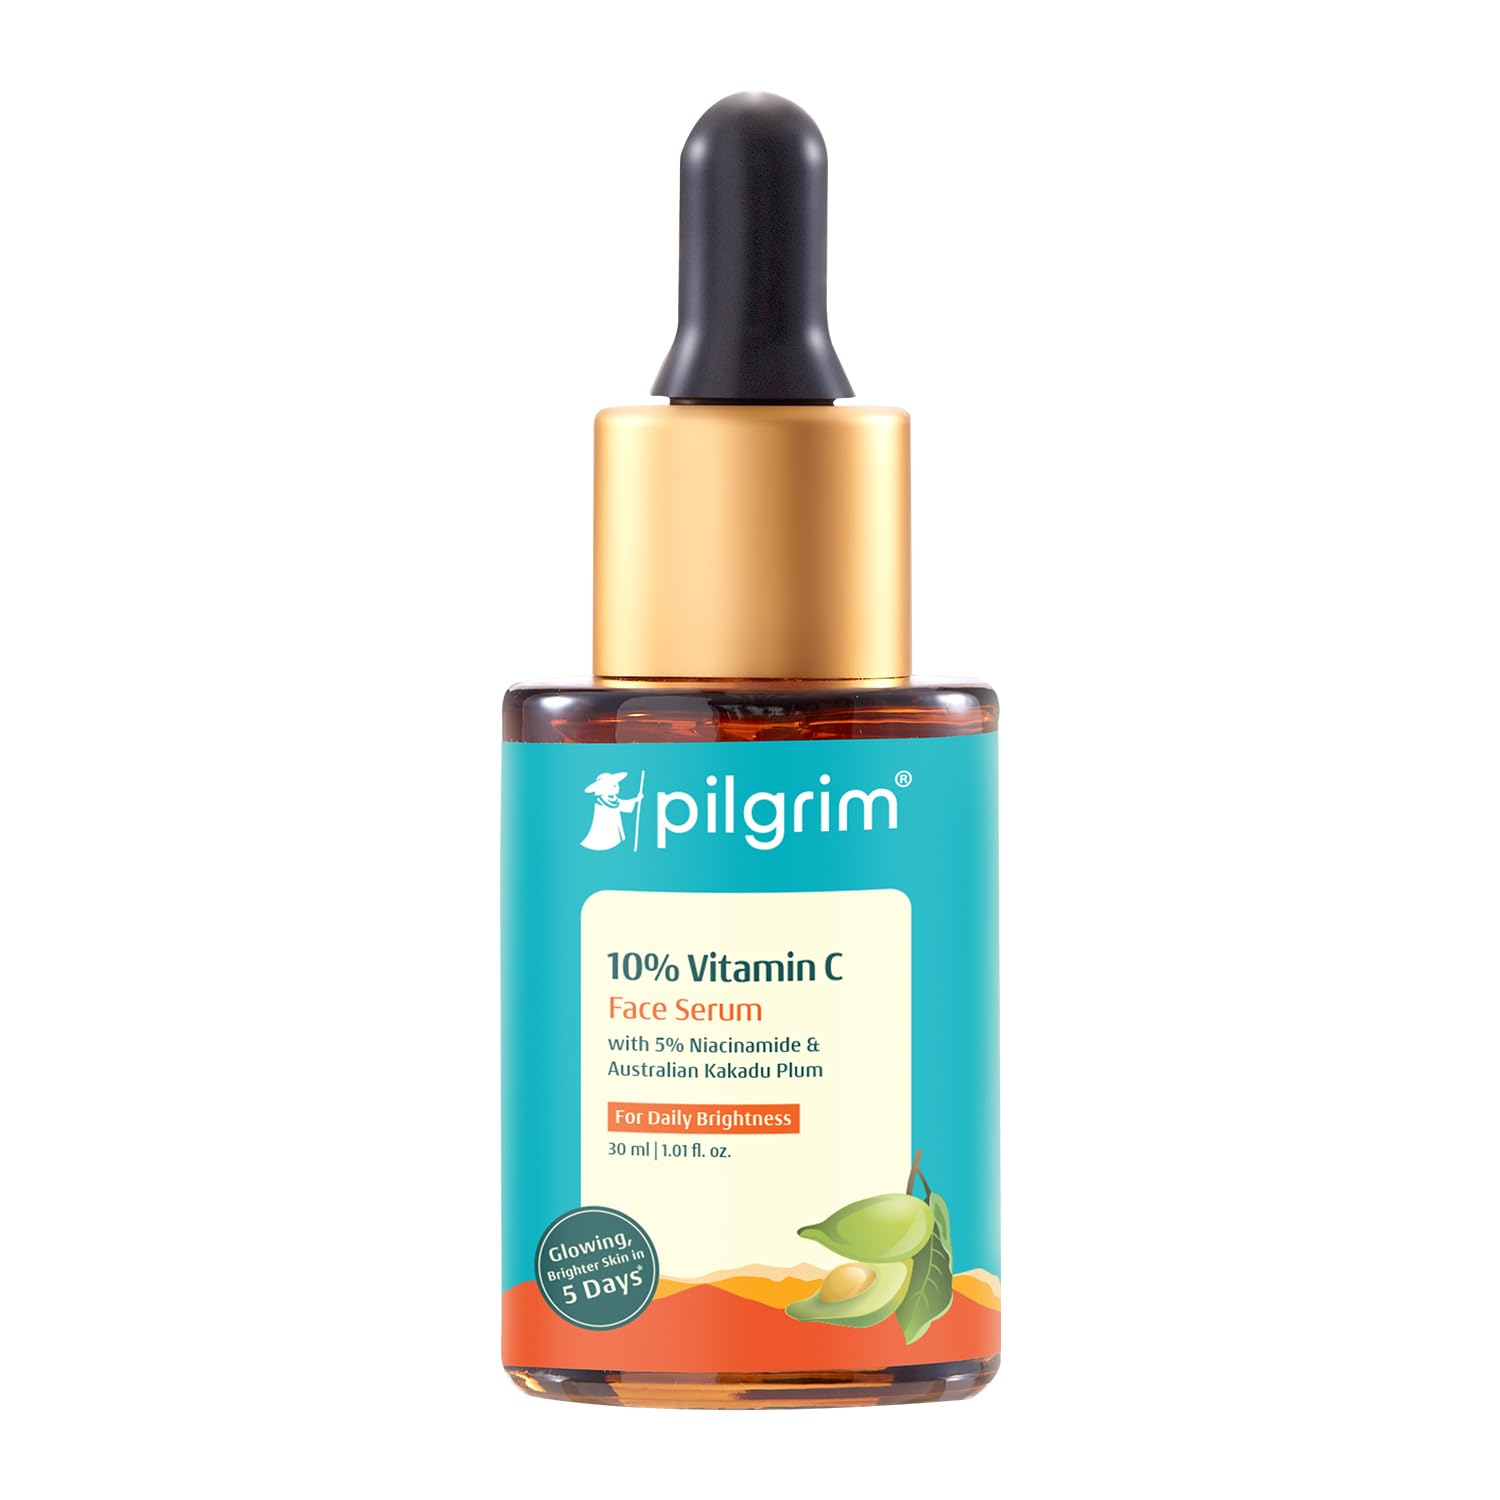 pilgrim®
10% Vitamin C
Face Serum
with 5% Niacinamide &
Australian Kakadu Plum
For Daily Brightness
30 ml | 1.01 fl. oz.
Glowing,
Brighter Skin in
5 Days*